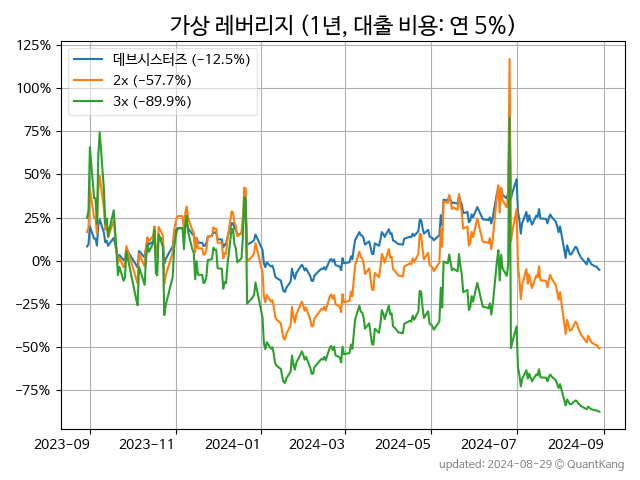 가상 레버리지 (1년, 대출 비용: 연 5%)
데브시스터즈 (−12.5%)
2x (−57.7%)
3x (−89.9%)
125%
100%
75%
50%
25%
0%
−25%
−50%
−75%
2023-09 2023-11 2024-01 2024-03 2024-05 2024-07 2024-09
updated: 2024-08-29 © QuantKang